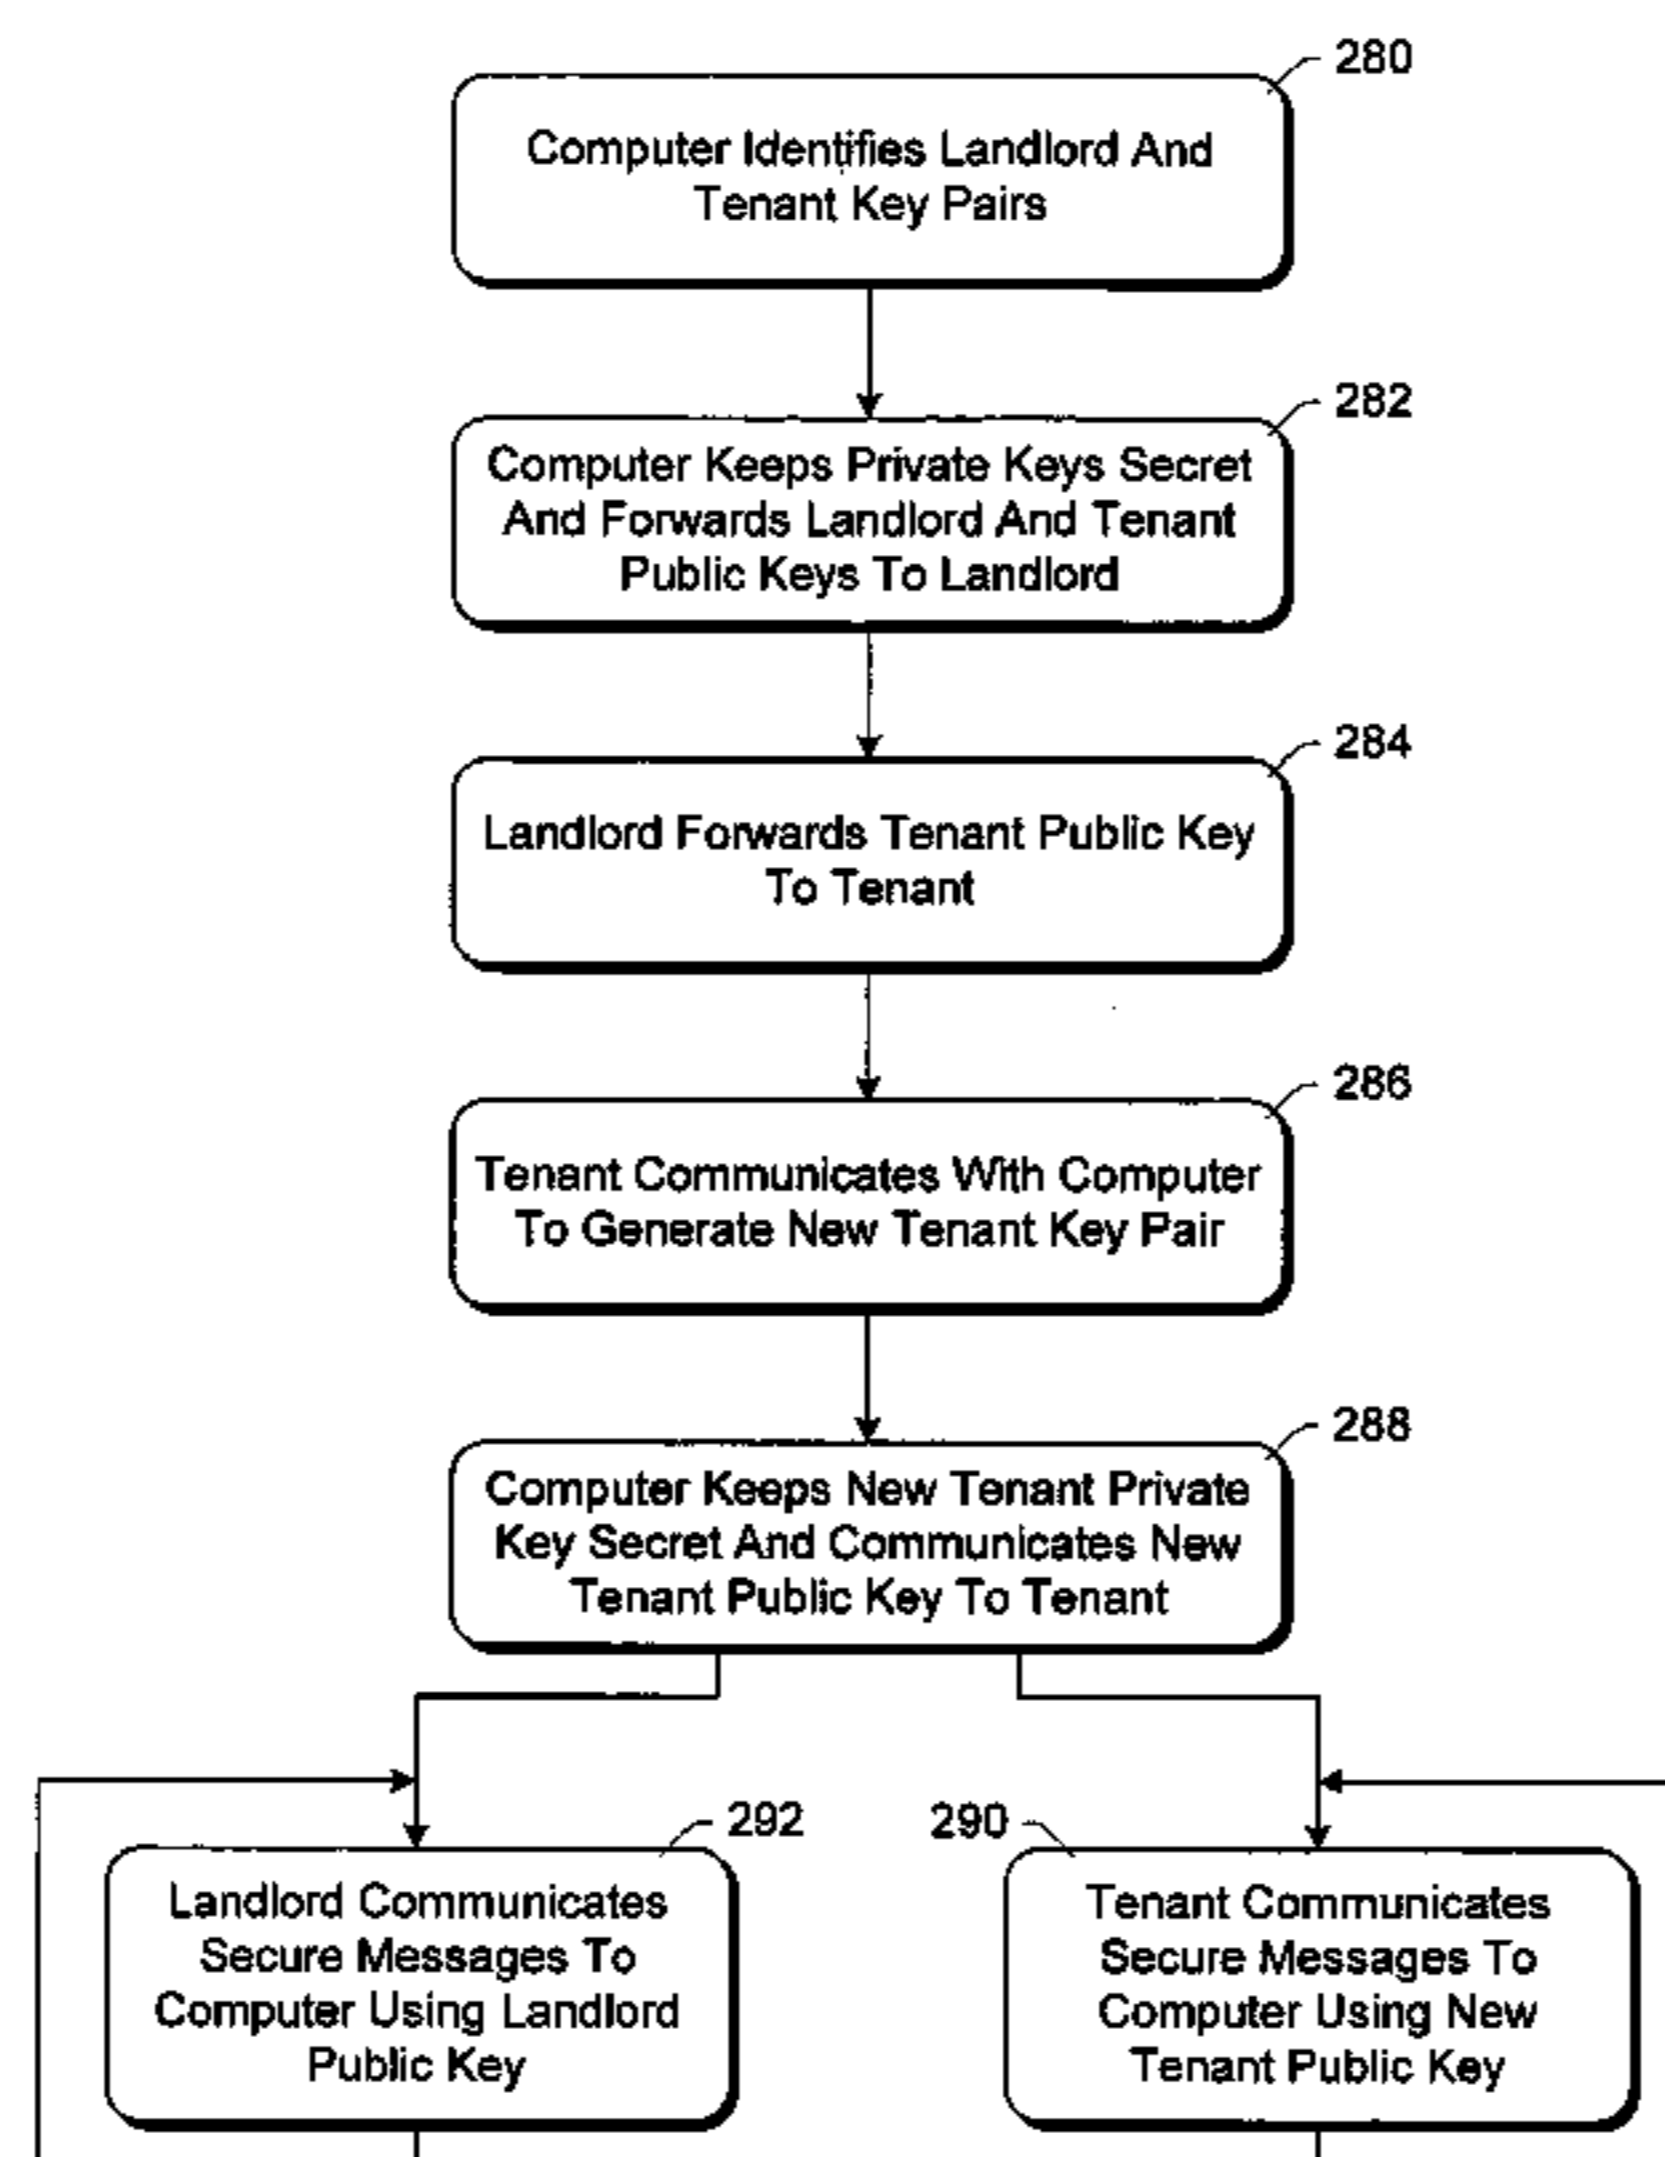 280
Computer Identifies Landlord And
Tenant Key Pairs
282
Computer Keeps Private Keys Secret
And Forwards Landlord And Tenant
Public Keys To Landlord
284
Landlord Forwards Tenant Public Key
To Tenant
286
Tenant Communicates With Computer
To Generate New Tenant Key Pair
288
Computer Keeps New Tenant Private
Key Secret And Communicates New
Tenant Public Key To Tenant
292
Landlord Communicates
Secure Messages To
Computer Using Landlord
Public Key
290
Tenant Communicates
Secure Messages To
Computer Using New
Tenant Public Key